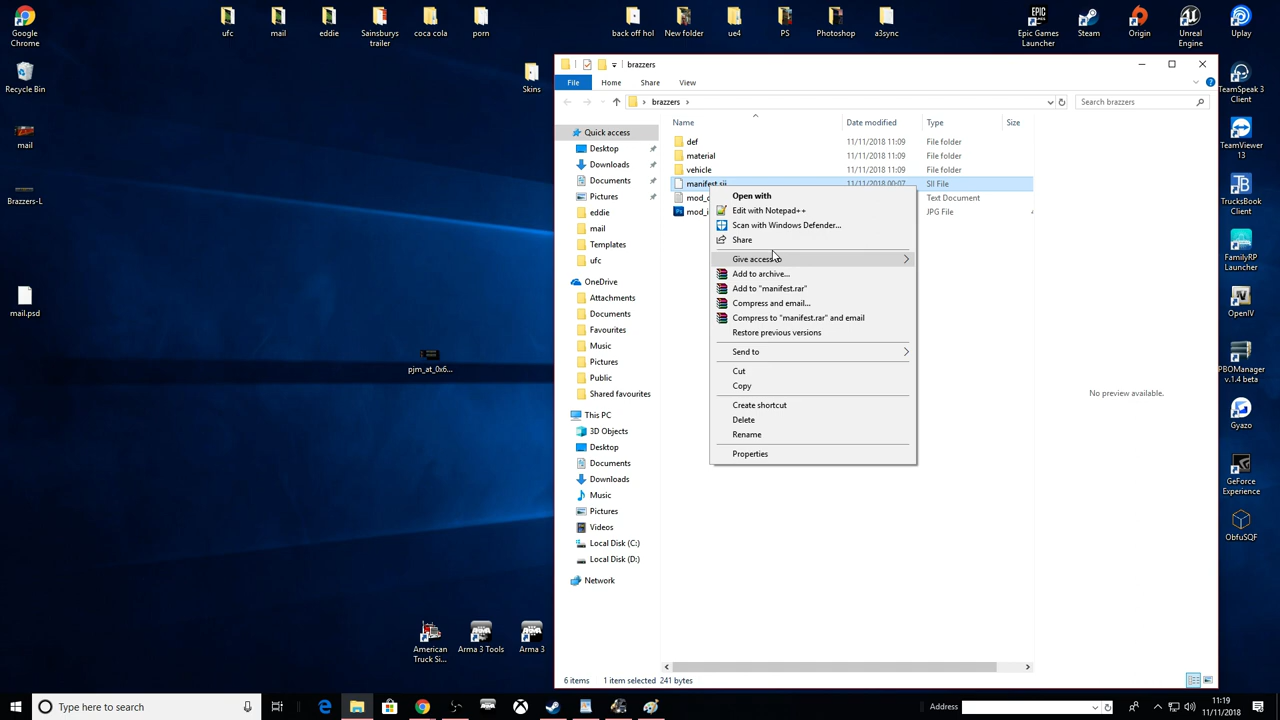 Google
Chrome
ufc
mail
eddie
Sainsburys
trailer
coca cola
porn
back off hol
New folder
ue4
PS
Photoshop
a3sync
Epic Games
Launcher
Steam
Origin
Unreal
Engine
Uplay
Recycle Bin
Skins
mail
Brazzers-L
mail.psd
pjm_at_0x6...
American
Truck Si...
Arma 3 Tools
Arma 3
TeamSpeak 3
Client
TeamViewer
13
TrucksBook
Client
FamilyRP
Launcher
OpenIV
PBOManager
v.1.4 beta
Gyazo
GeForce
Experience
ObfuSQF
brazzers
File
Home
Share
View
brazzers
Search brazzers
Quick access
Desktop
Downloads
Documents
Pictures
eddie
mail
Templates
ufc
OneDrive
Attachments
Documents
Favourites
Music
Pictures
Public
Shared favourites
This PC
3D Objects
Desktop
Documents
Downloads
Music
Pictures
Videos
Local Disk (C:)
Local Disk (D:)
Network
Name
Date modified
Type
Size
def
11/11/2018 11:09
File folder
material
11/11/2018 11:09
File folder
vehicle
11/11/2018 11:09
File folder
manifest.sii
11/11/2018 00:07
SII File
Text Document
JPG File
Open with
Edit with Notepad++
Scan with Windows Defender...
Share
Give access to
Add to archive...
Add to "manifest.rar"
Compress and email...
Compress to "manifest.rar" and email
Restore previous versions
Send to
Cut
Copy
Create shortcut
Delete
Rename
Properties
No preview available.
6 items
1 item selected 241 bytes
Type here to search
Address
11:19
11/11/2018